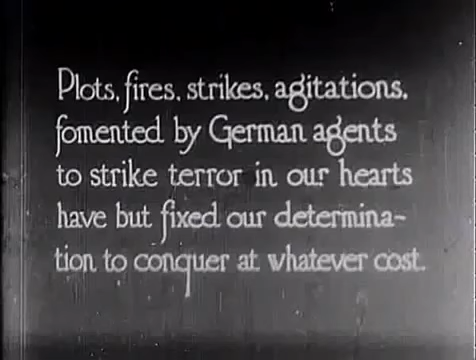 Plots, fires, strikes, agitations,
fomented by German agents
to strike terror in our hearts
have but fixed our determina-
tion to conquer at whatever cost.